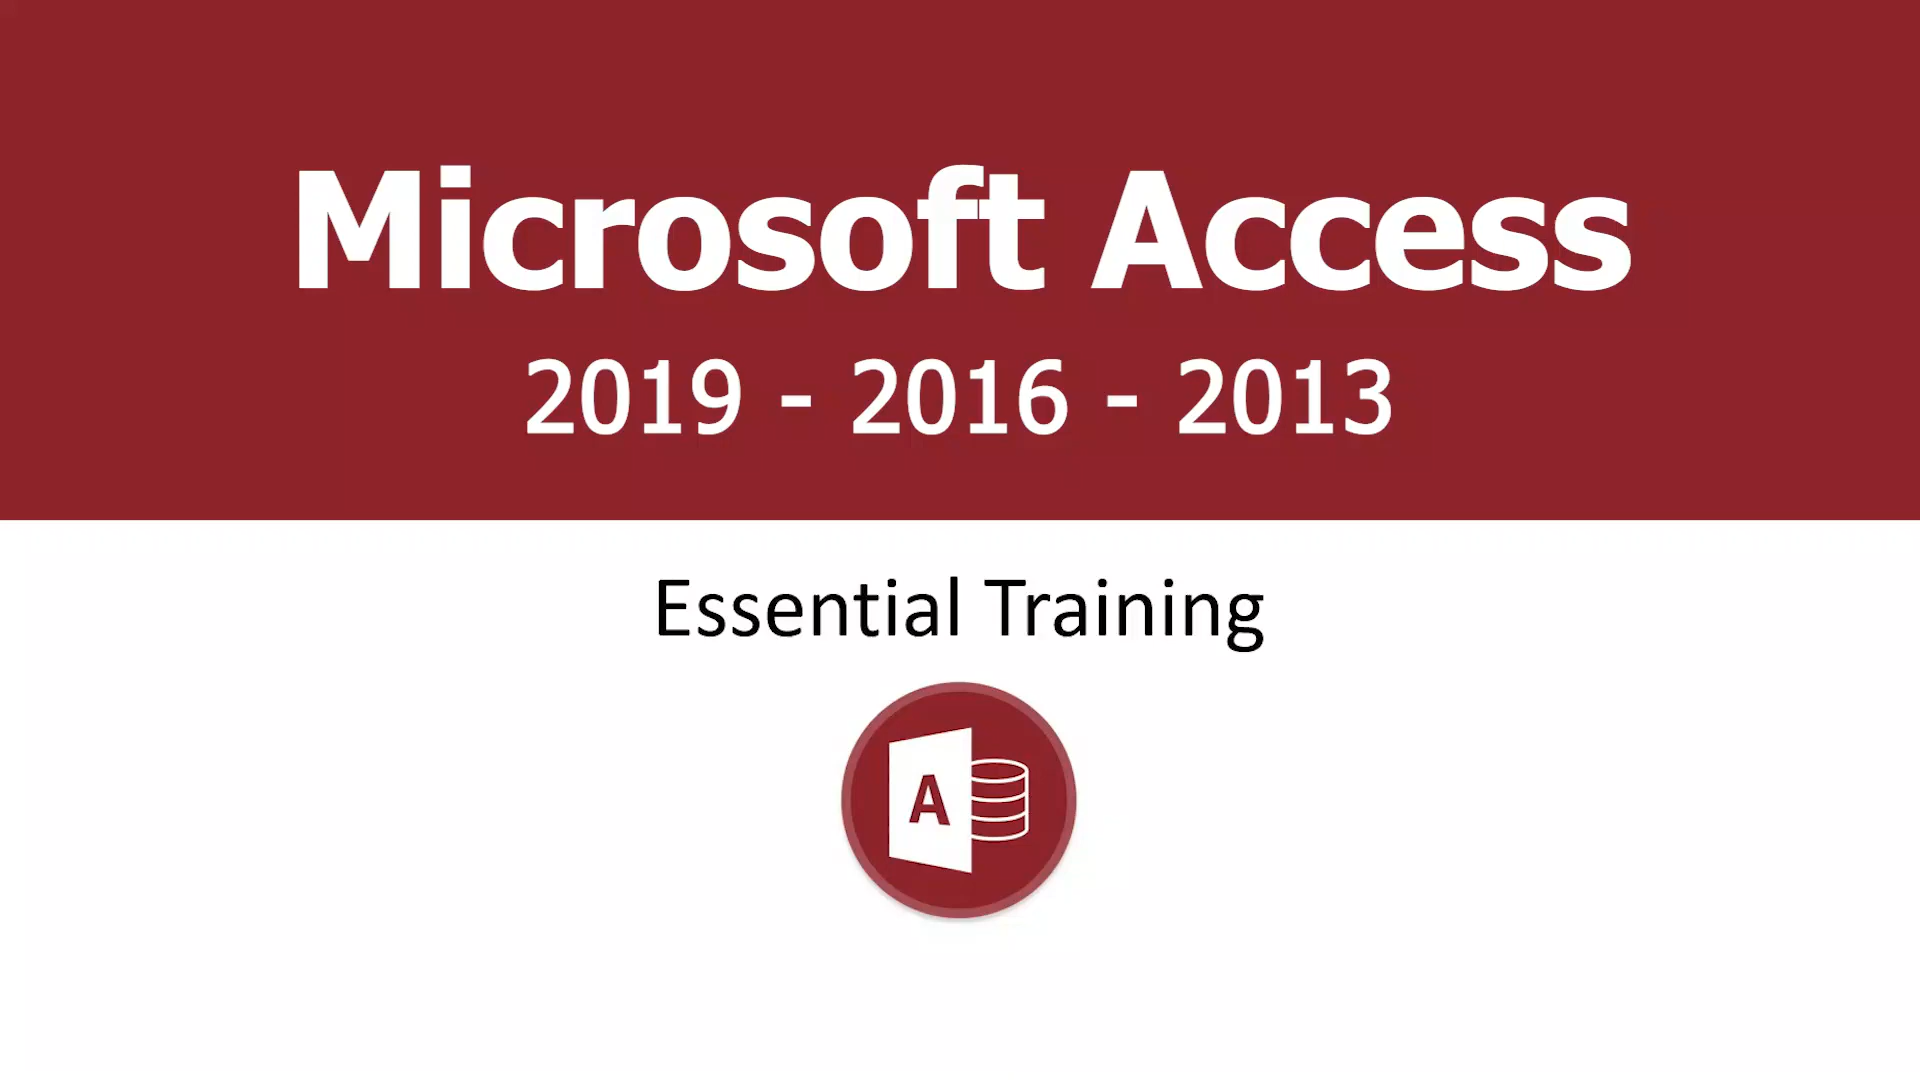 Microsoft Access
2019 - 2016 - 2013
Essential Training
A